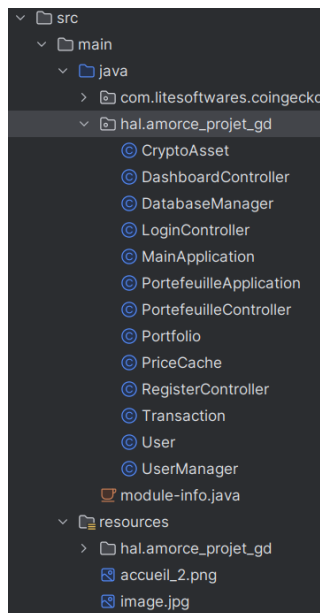 src
main
java
com.litesoftwares.coingecko
hal.amorce_projet_gd
CryptoAsset
DashboardController
DatabaseManager
LoginController
MainApplication
PortefeuilleApplication
PortefeuilleController
Portfolio
PriceCache
RegisterController
Transaction
User
UserManager
module-info.java
resources
hal.amorce_projet_gd
accueil_2.png
image.jpg